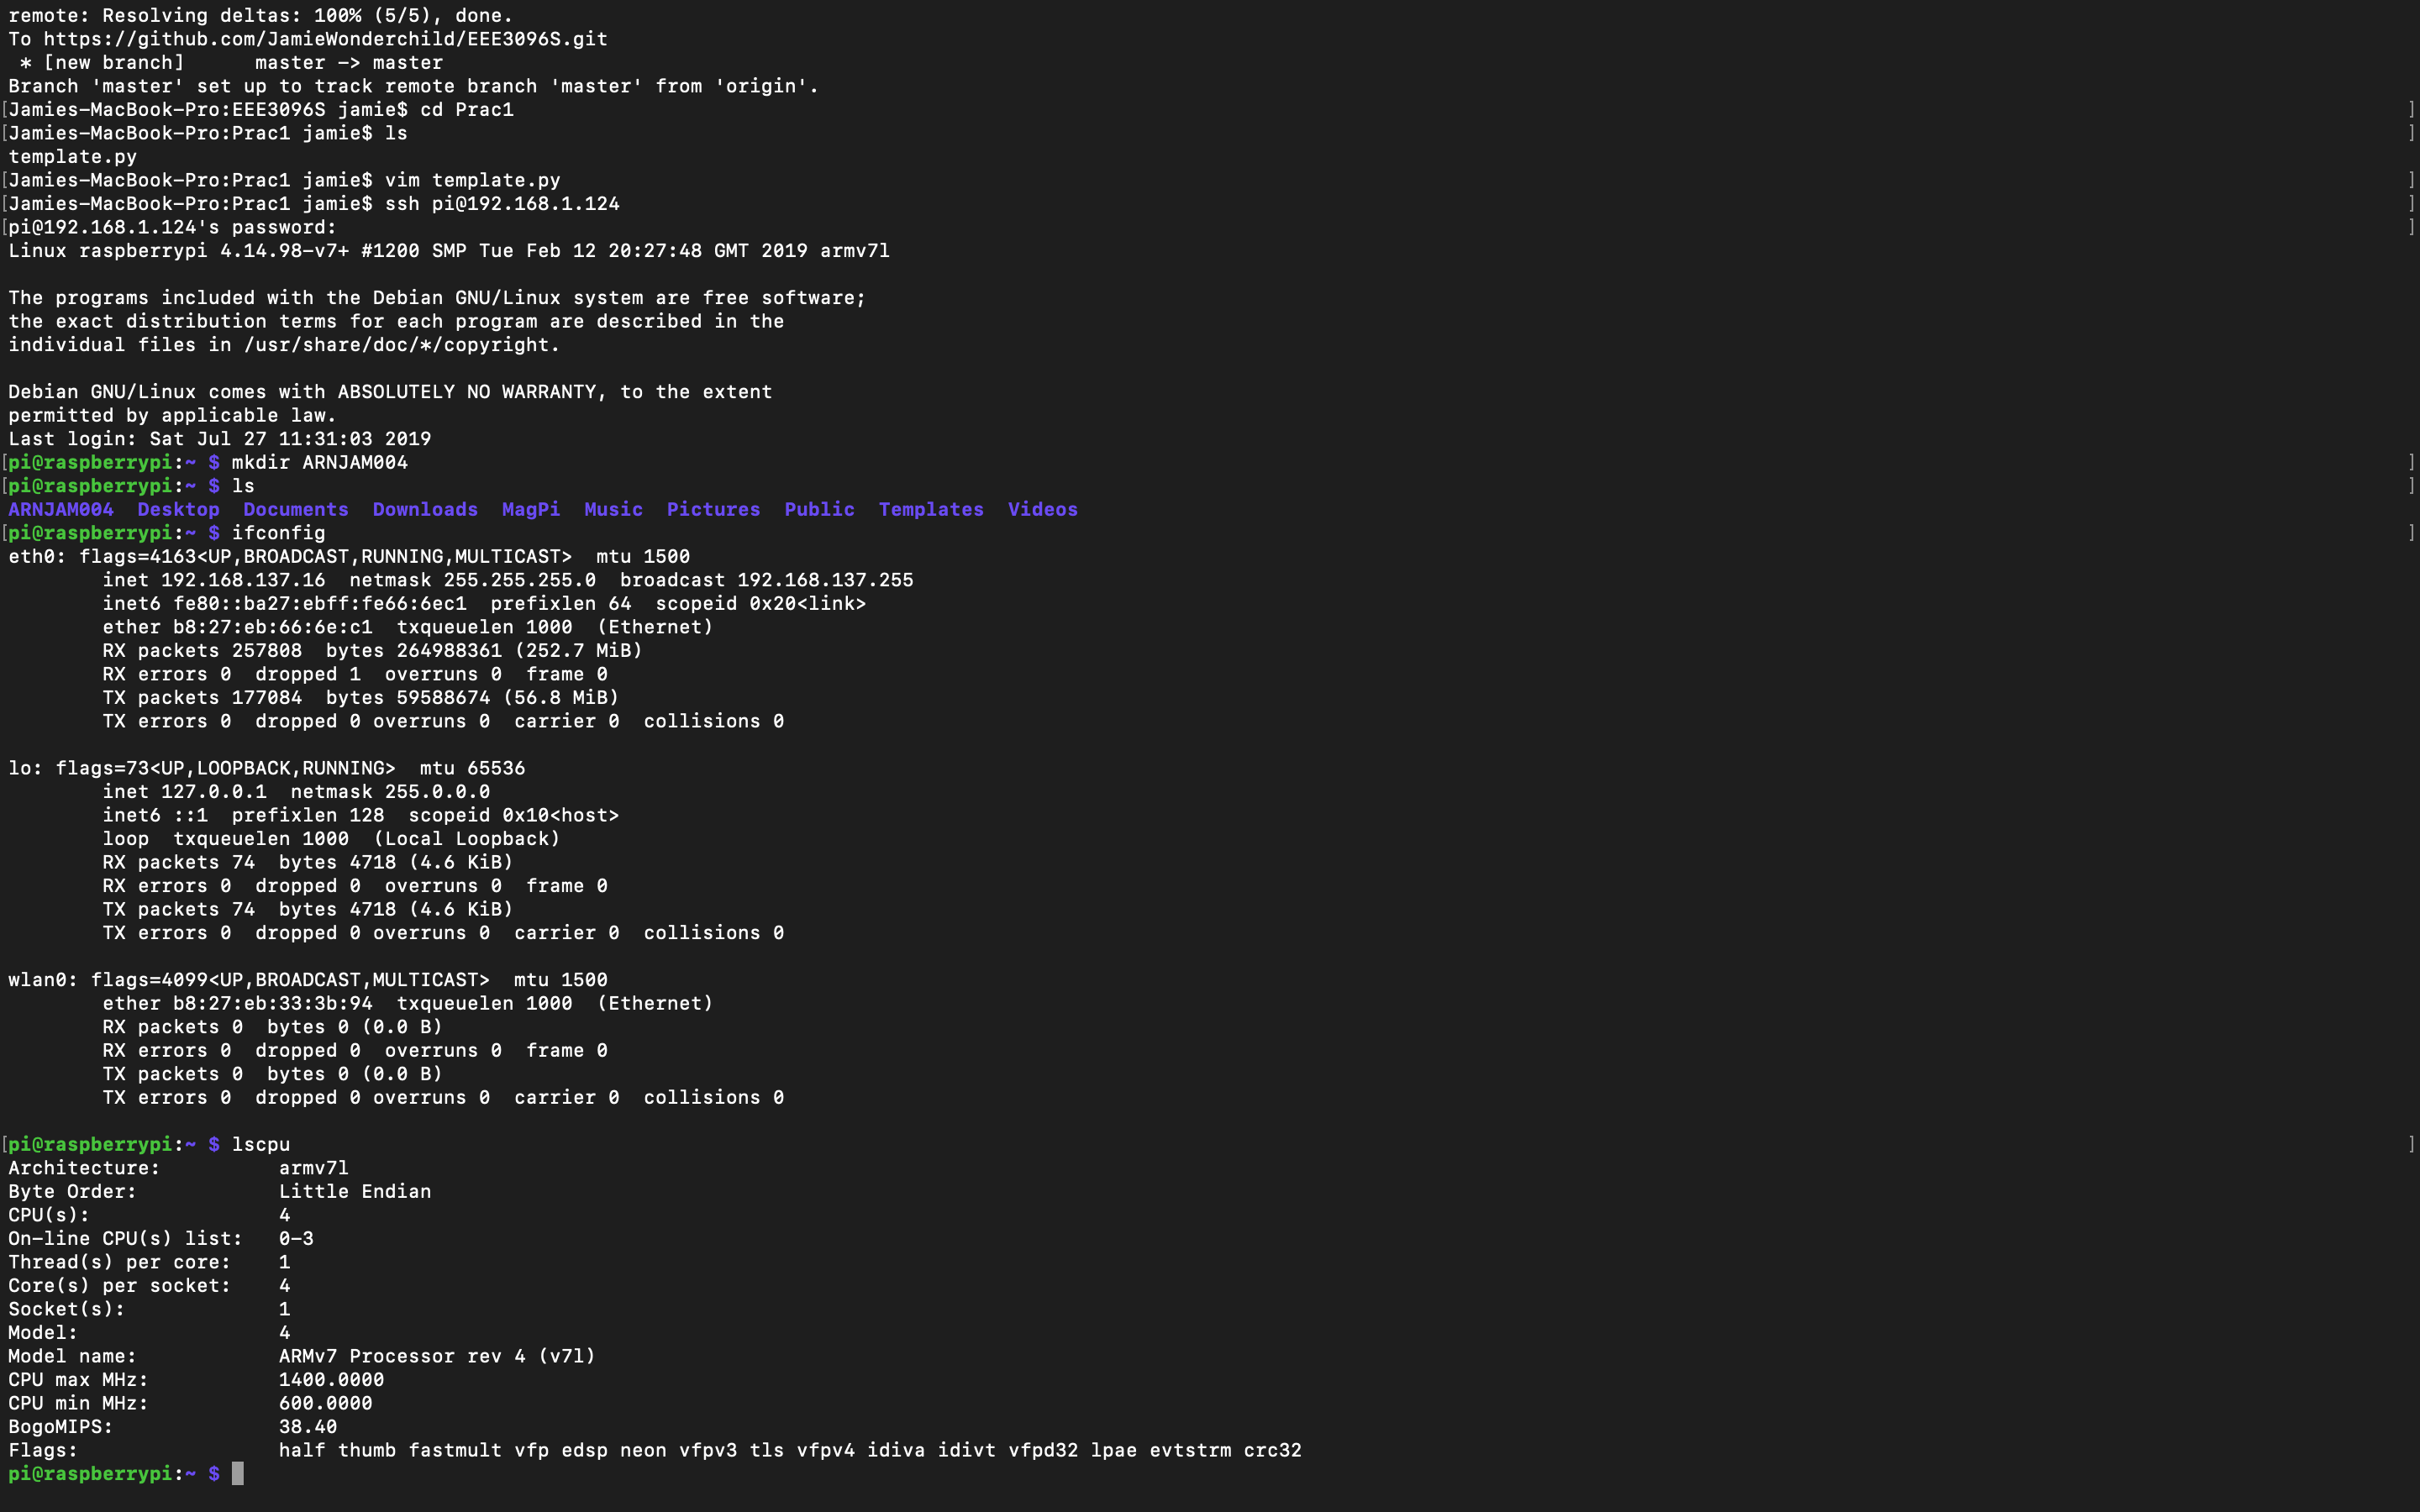 remote: Resolving deltas: 100% (5/5), done.
To https://github.com/JamieWonderchild/EEE3096S.git
 * [new branch]      master -> master
Branch 'master' set up to track remote branch 'master' from 'origin'.
[Jamies-MacBook-Pro:EEE3096S jamie$ cd Prac1 ]
[Jamies-MacBook-Pro:Prac1 jamie$ ls ]
template.py
[Jamies-MacBook-Pro:Prac1 jamie$ vim template.py ]
[Jamies-MacBook-Pro:Prac1 jamie$ ssh pi@192.168.1.124 ]
[pi@192.168.1.124's password: ]
Linux raspberrypi 4.14.98-v7+ #1200 SMP Tue Feb 12 20:27:48 GMT 2019 armv7l

The programs included with the Debian GNU/Linux system are free software;
the exact distribution terms for each program are described in the
individual files in /usr/share/doc/*/copyright.

Debian GNU/Linux comes with ABSOLUTELY NO WARRANTY, to the extent
permitted by applicable law.
Last login: Sat Jul 27 11:31:03 2019
[pi@raspberrypi:~ $ mkdir ARNJAM004 ]
[pi@raspberrypi:~ $ ls ]
ARNJAM004  Desktop  Documents  Downloads  MagPi  Music  Pictures  Public  Templates  Videos
[pi@raspberrypi:~ $ ifconfig ]
eth0: flags=4163<UP,BROADCAST,RUNNING,MULTICAST>  mtu 1500
        inet 192.168.137.16  netmask 255.255.255.0  broadcast 192.168.137.255
        inet6 fe80::ba27:ebff:fe66:6ec1  prefixlen 64  scopeid 0x20<link>
        ether b8:27:eb:66:6e:c1  txqueuelen 1000  (Ethernet)
        RX packets 257808  bytes 264988361 (252.7 MiB)
        RX errors 0  dropped 1  overruns 0  frame 0
        TX packets 177084  bytes 59588674 (56.8 MiB)
        TX errors 0  dropped 0 overruns 0  carrier 0  collisions 0

lo: flags=73<UP,LOOPBACK,RUNNING>  mtu 65536
        inet 127.0.0.1  netmask 255.0.0.0
        inet6 ::1  prefixlen 128  scopeid 0x10<host>
        loop  txqueuelen 1000  (Local Loopback)
        RX packets 74  bytes 4718 (4.6 KiB)
        RX errors 0  dropped 0  overruns 0  frame 0
        TX packets 74  bytes 4718 (4.6 KiB)
        TX errors 0  dropped 0 overruns 0  carrier 0  collisions 0

wlan0: flags=4099<UP,BROADCAST,MULTICAST>  mtu 1500
        ether b8:27:eb:33:3b:94  txqueuelen 1000  (Ethernet)
        RX packets 0  bytes 0 (0.0 B)
        RX errors 0  dropped 0  overruns 0  frame 0
        TX packets 0  bytes 0 (0.0 B)
        TX errors 0  dropped 0 overruns 0  carrier 0  collisions 0

[pi@raspberrypi:~ $ lscpu ]
Architecture:          armv7l
Byte Order:            Little Endian
CPU(s):                4
On-line CPU(s) list:   0-3
Thread(s) per core:    1
Core(s) per socket:    4
Socket(s):             1
Model:                 4
Model name:            ARMv7 Processor rev 4 (v7l)
CPU max MHz:           1400.0000
CPU min MHz:           600.0000
BogoMIPS:              38.40
Flags:                 half thumb fastmult vfp edsp neon vfpv3 tls vfpv4 idiva idivt vfpd32 lpae evtstrm crc32
pi@raspberrypi:~ $